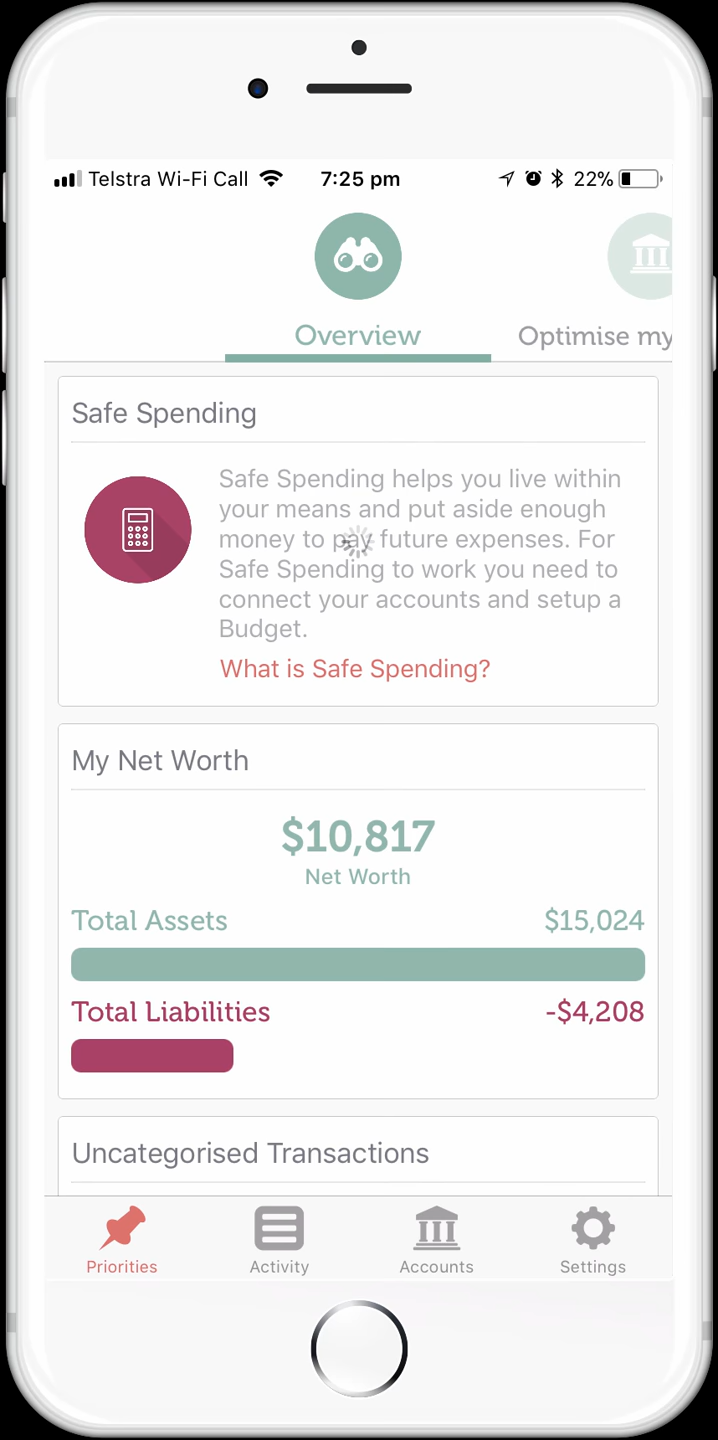 Telstra Wi-Fi Call 7:25 pm 22%
Overview
Optimise my
Safe Spending
Safe Spending helps you live within
your means and put aside enough
money to pay future expenses. For
Safe Spending to work you need to
connect your accounts and setup a
Budget.
What is Safe Spending?
My Net Worth
$10,817
Net Worth
Total Assets $15,024
Total Liabilities -$4,208
Uncategorised Transactions
Priorities Activity Accounts Settings